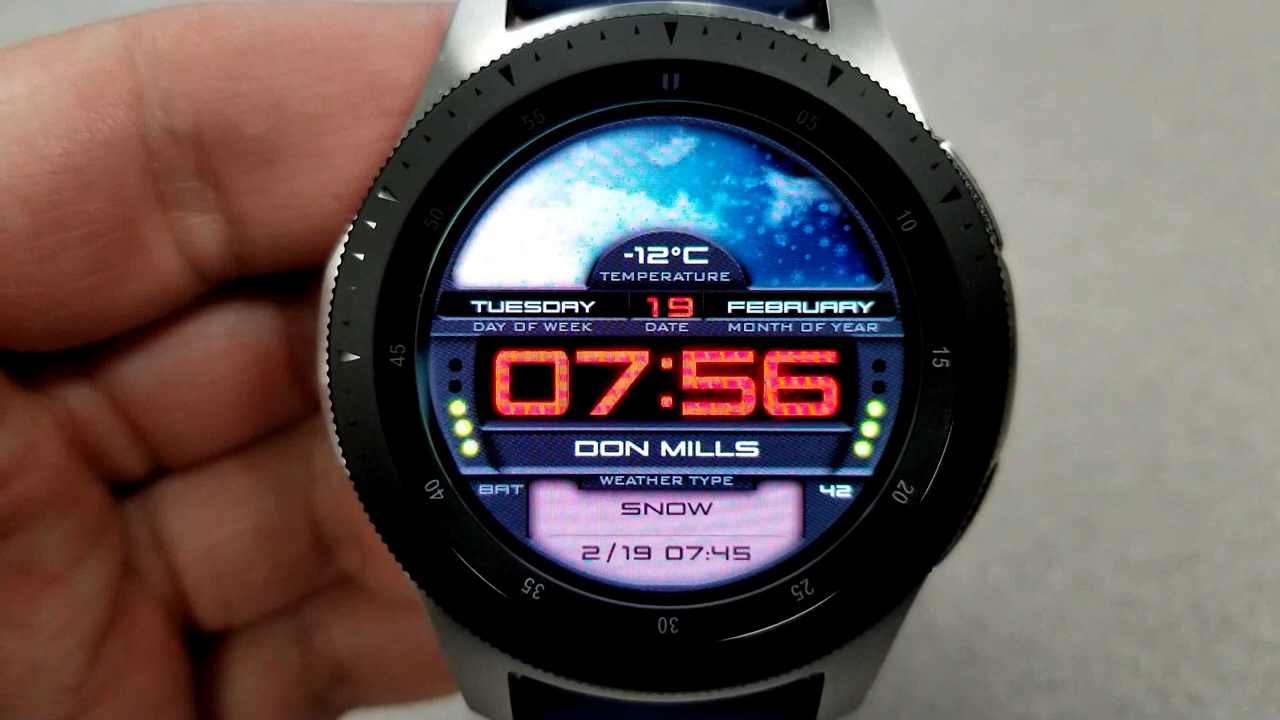 55
05
50
10
45
15
40
20
35
25
30
-12°C
TEMPERATURE
TUESDAY 19 FEBRUARY
DAY OF WEEK DATE MONTH OF YEAR
07:56
DON MILLS
WEATHER TYPE
BAT 42
SNOW
2/19 07:45